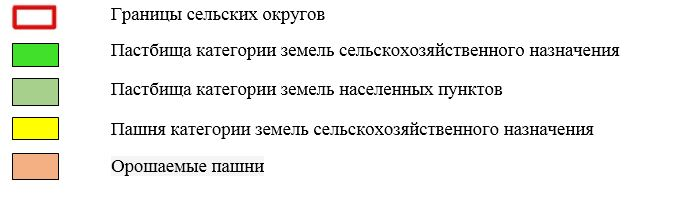 Границы сельских округов
Пастбища категории земель сельскохозяйственного назначения
Пастбища категории земель населенных пунктов
Пашня категории земель сельскохозяйственного назначения
Орошаемые пашни